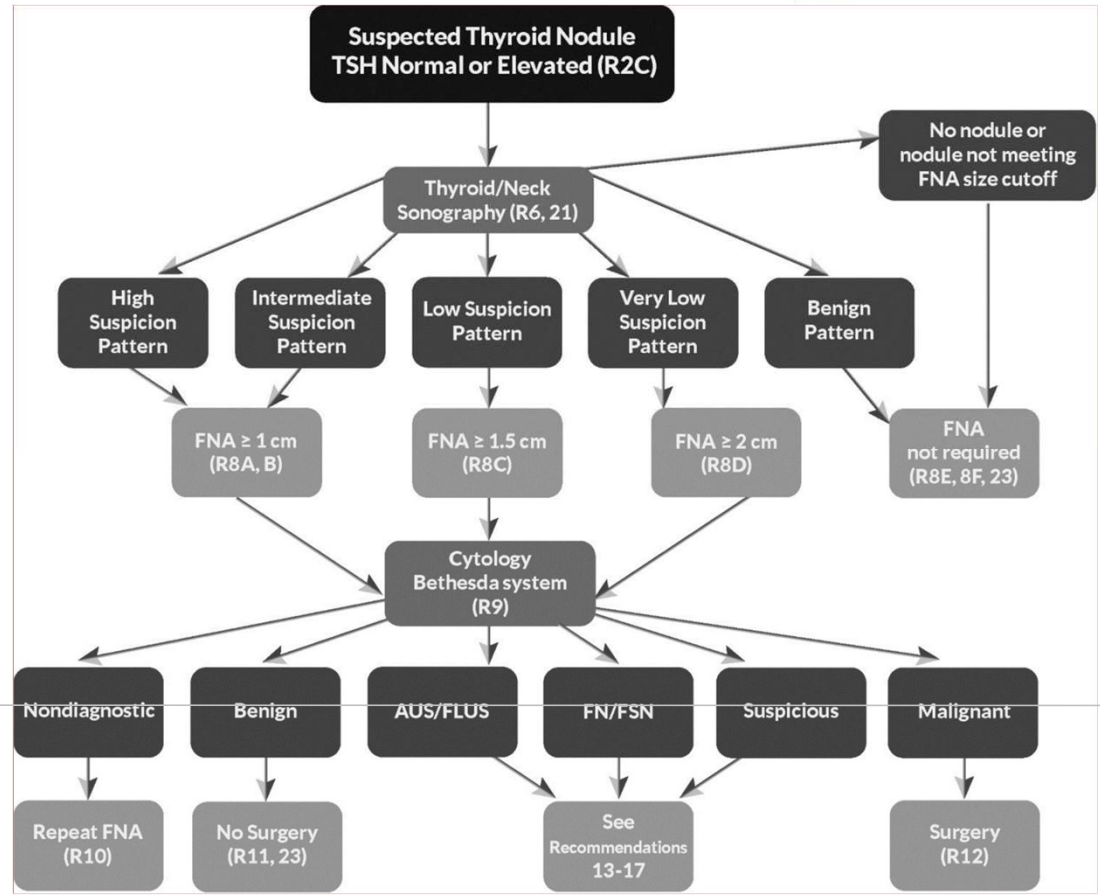 Suspected Thyroid Nodule
TSH Normal or Elevated (R2C)
No nodule or
nodule not meeting
FNA size cutoff
Thyroid/Neck
Sonography (R6, 21)
High
Suspicion
Pattern
Intermediate
Suspicion
Pattern
Low Suspicion
Pattern
Very Low
Suspicion
Pattern
Benign
Pattern
FNA ≥ 1 cm
(R8A, B)
FNA ≥ 1.5 cm
(R8C)
FNA ≥ 2 cm
(R8D)
FNA
not required
(R8E, 8F, 23)
Cytology
Bethesda system
(R9)
Nondiagnostic
Benign
AUS/FLUS
FN/FSN
Suspicious
Malignant
Repeat FNA
(R10)
No Surgery
(R11, 23)
See
Recommendations
13-17
Surgery
(R12)